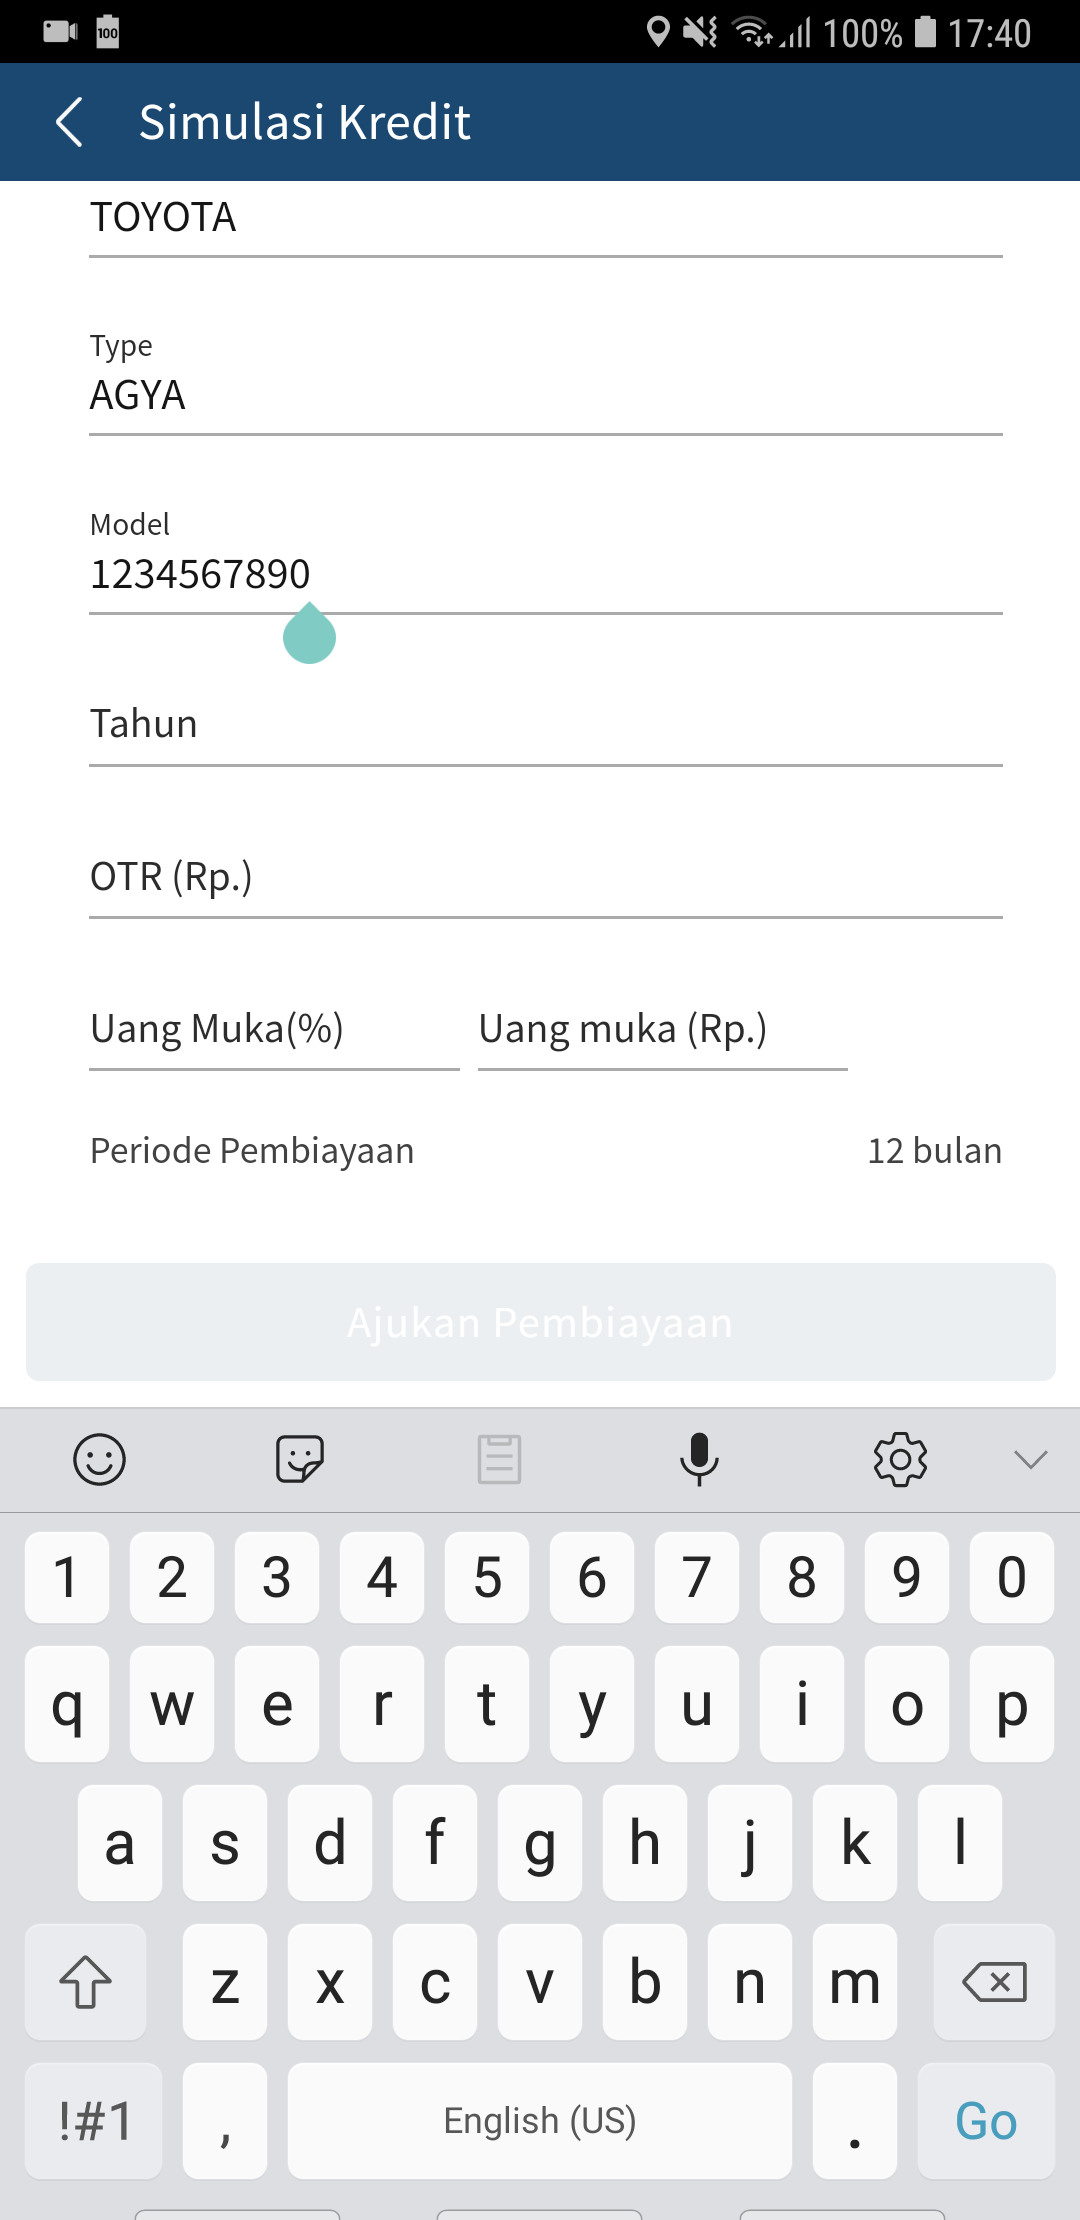 100 100% 17:40
Simulasi Kredit
TOYOTA
Type
AGYA
Model
1234567890
Tahun
OTR (Rp.)
Uang Muka(%) Uang muka (Rp.)
Periode Pembiayaan 12 bulan
Ajukan Pembiayaan
1 2 3 4 5 6 7 8 9 0
q w e r t y u i o p
a s d f g h j k l
z x c v b n m
!#1 , English (US) . Go